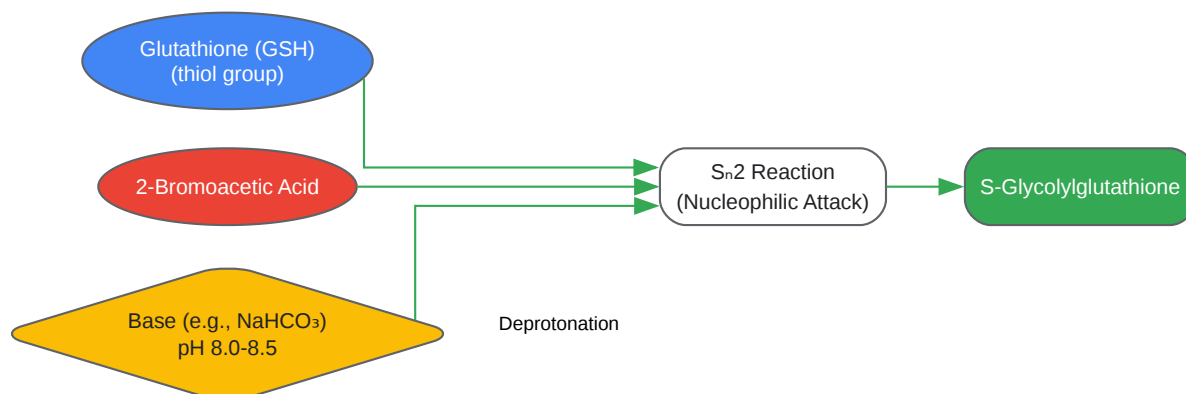 Glutathione (GSH)
(thiol group)
2-Bromoacetic Acid
Sₙ2 Reaction
(Nucleophilic Attack)
S-Glycolylglutathione
Base (e.g., NaHCO₃)
pH 8.0-8.5
Deprotonation